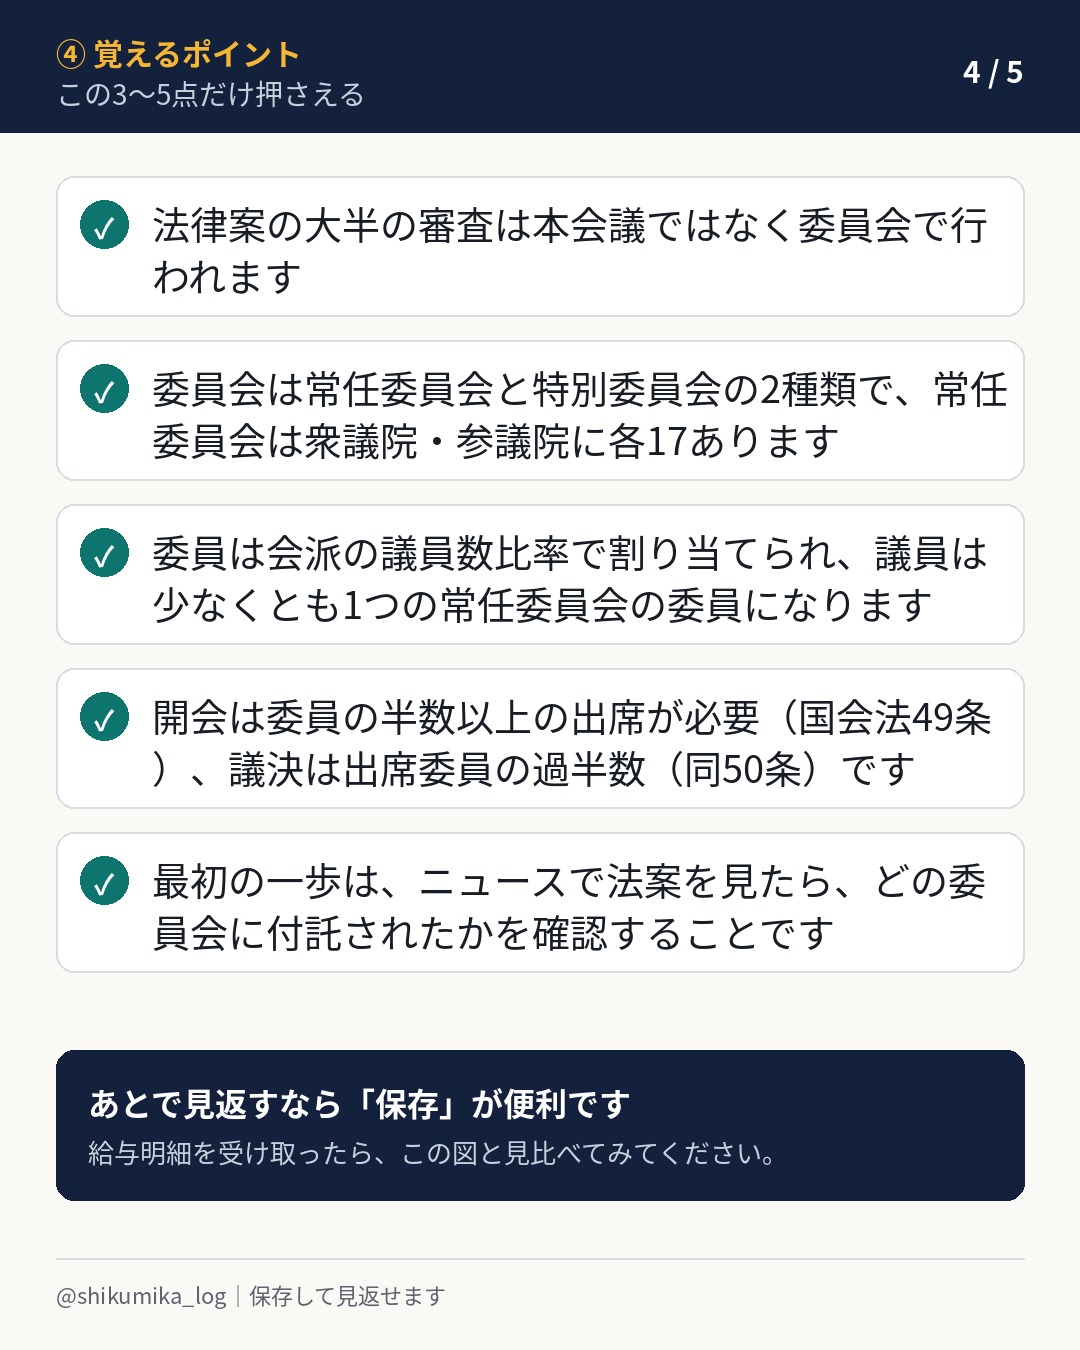 ④ 覚えるポイント
この3〜5点だけ押さえる
4 / 5
法律案の大半の審査は本会議ではなく委員会で行
われます
委員会は常任委員会と特別委員会の2種類で、常任
委員会は衆議院・参議院に各17あります
委員は会派の議員数比率で割り当てられ、議員は
少なくとも1つの常任委員会の委員になります
開会は委員の半数以上の出席が必要（国会法49条
）、議決は出席委員の過半数（同50条）です
最初の一歩は、ニュースで法案を見たら、どの委
員会に付託されたかを確認することです
あとで見返すなら「保存」が便利です
給与明細を受け取ったら、この図と見比べてみてください。
@shikumika_log｜保存して見返せます